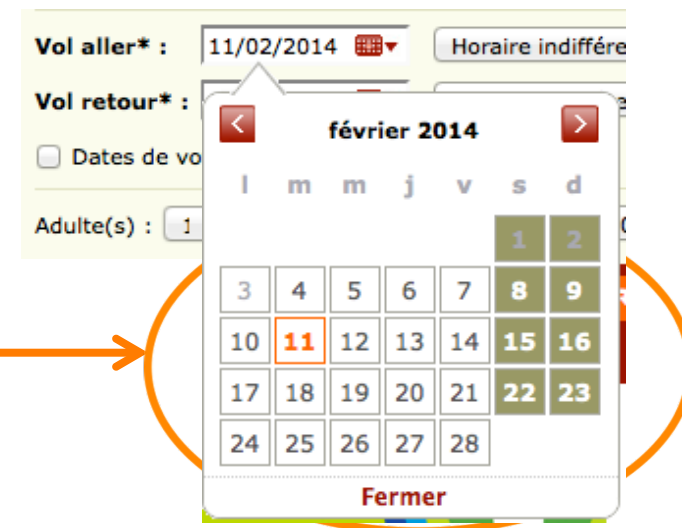 Vol aller* : 11/02/2014 Horaire indiffére
Vol retour* :
Dates de vo
Adulte(s) : 1
février 2014
l m m j v s d
1 2
3 4 5 6 7 8 9
10 11 12 13 14 15 16
17 18 19 20 21 22 23
24 25 26 27 28
Fermer